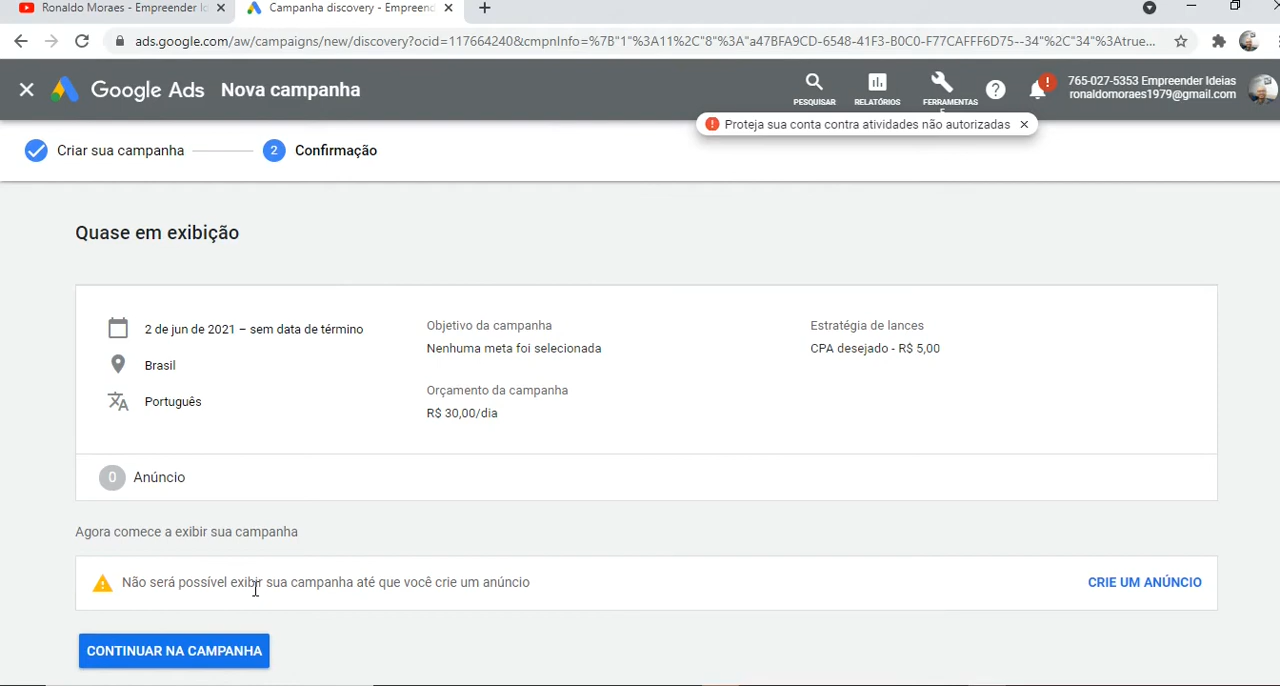 Ronaldo Moraes - Empreender Id
Campanha discovery - Empreend
ads.google.com/aw/campaigns/new/discovery?ocid=117664240&cmpnInfo=%7B"1"%3A11%2C"8"%3A"a47BFA9CD-6548-41F3-B0C0-F77CAFFF6D75--34"%2C"34"%3Atrue...
Google Ads Nova campanha
PESQUISAR
RELATÓRIOS
FERRAMENTAS
?
!
765-027-5353 Empreender Ideias
ronaldomoraes1979@gmail.com
! Proteja sua conta contra atividades não autorizadas
Criar sua campanha
2 Confirmação
Quase em exibição
2 de jun de 2021 – sem data de término
Brasil
Português
Objetivo da campanha
Nenhuma meta foi selecionada
Orçamento da campanha
R$ 30,00/dia
Estratégia de lances
CPA desejado - R$ 5,00
0 Anúncio
Agora comece a exibir sua campanha
Não será possível exibir sua campanha até que você crie um anúncio
CRIE UM ANÚNCIO
CONTINUAR NA CAMPANHA